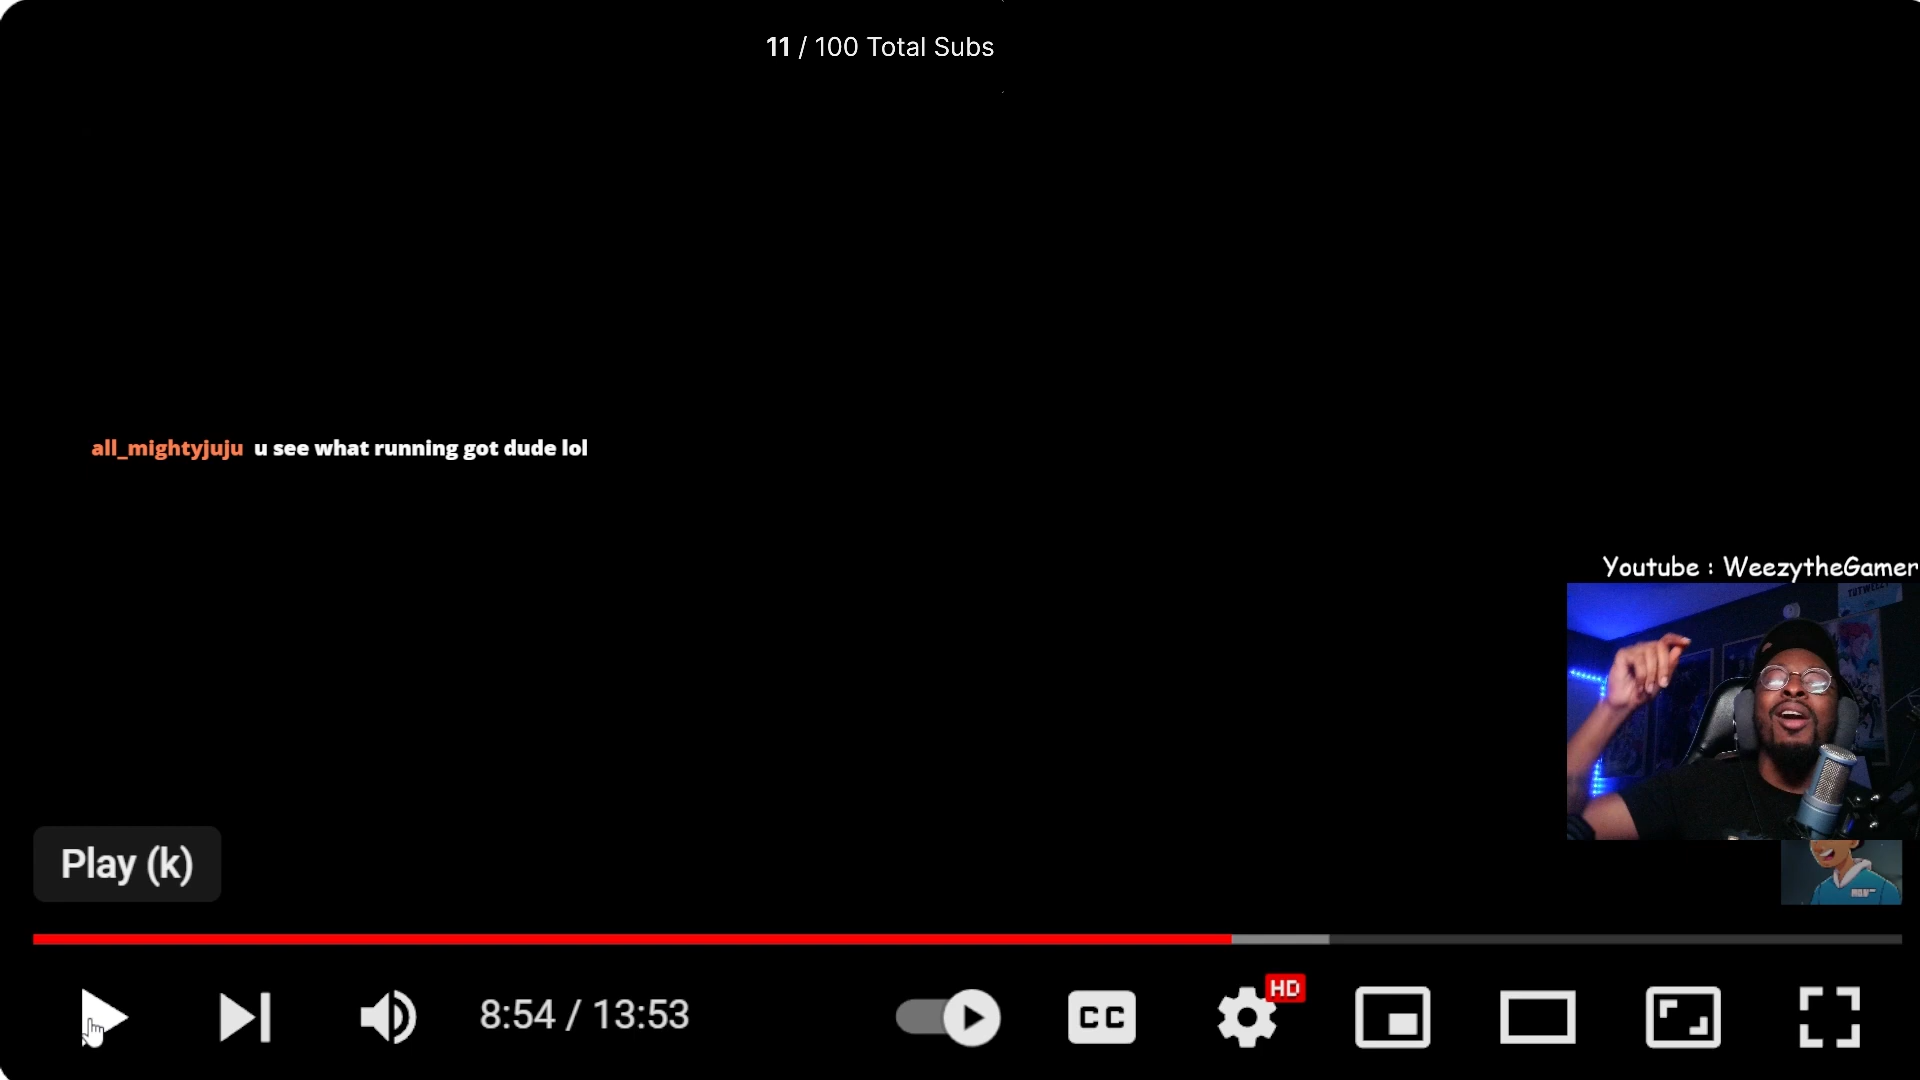 11 / 100 Total Subs
all_mightyjuju u see what running got dude lol
Youtube : WeezytheGamer
Play (k)
HD
8:54 / 13:53
CC